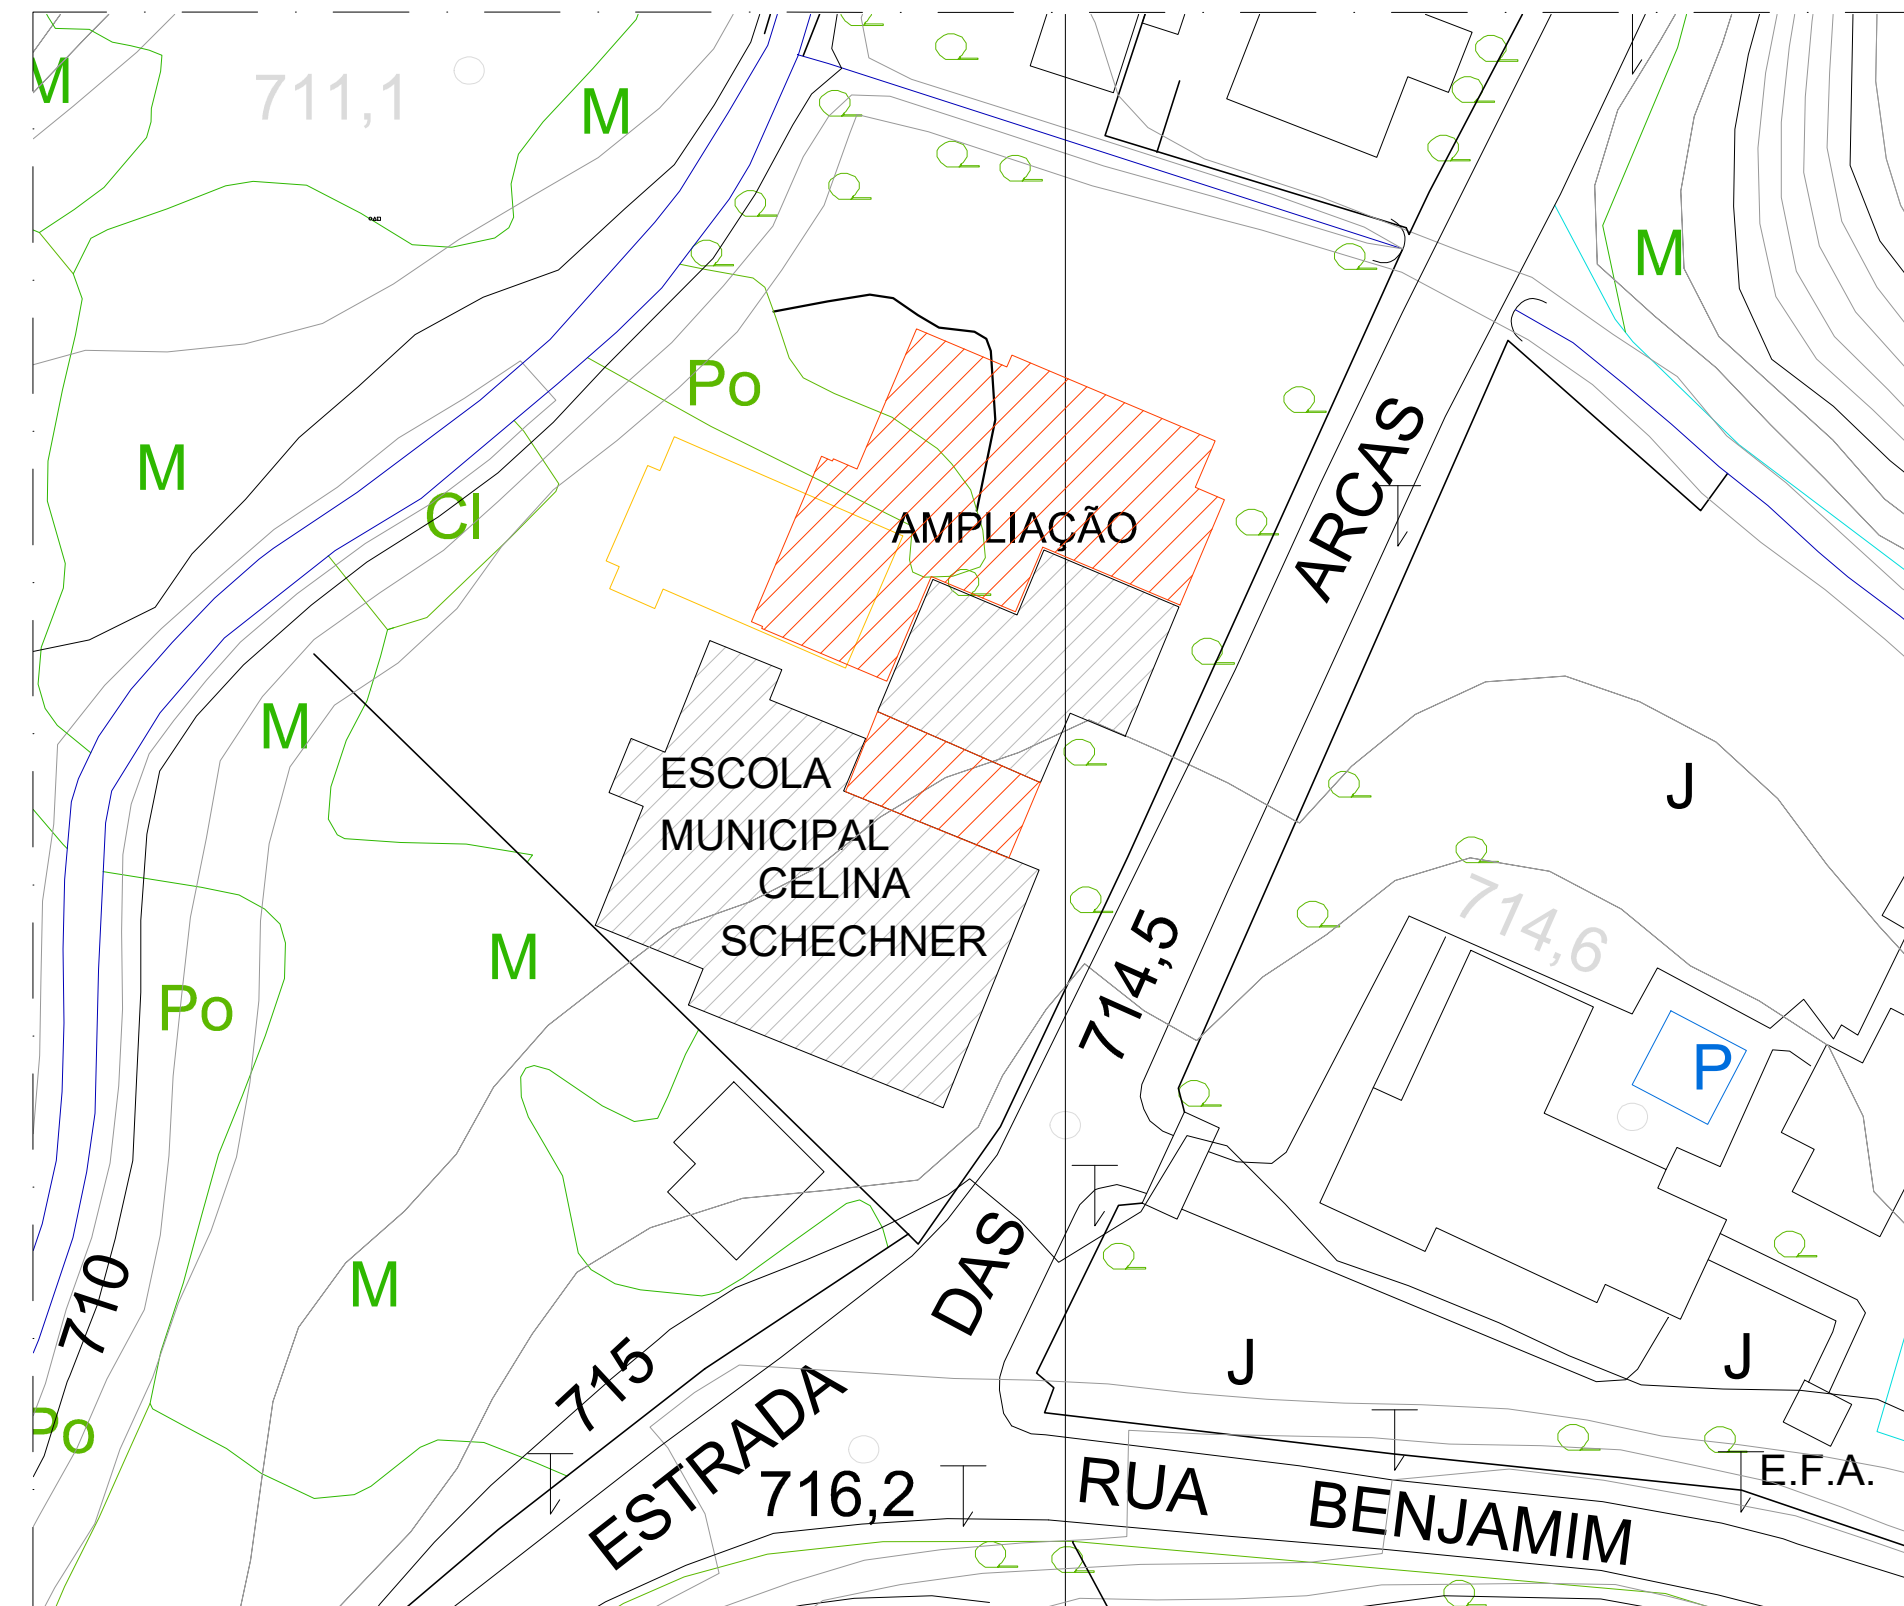 M
711,1
M
M
Po
M
Cl
AMPLIAÇÃO
ARCAS
M
ESCOLA
MUNICIPAL
CELINA
SCHECHNER
J
714,6
714,5
M
Po
P
DAS
710
M
715
J
J
Po
ESTRADA
716,2
RUA
BENJAMIM
E.F.A.